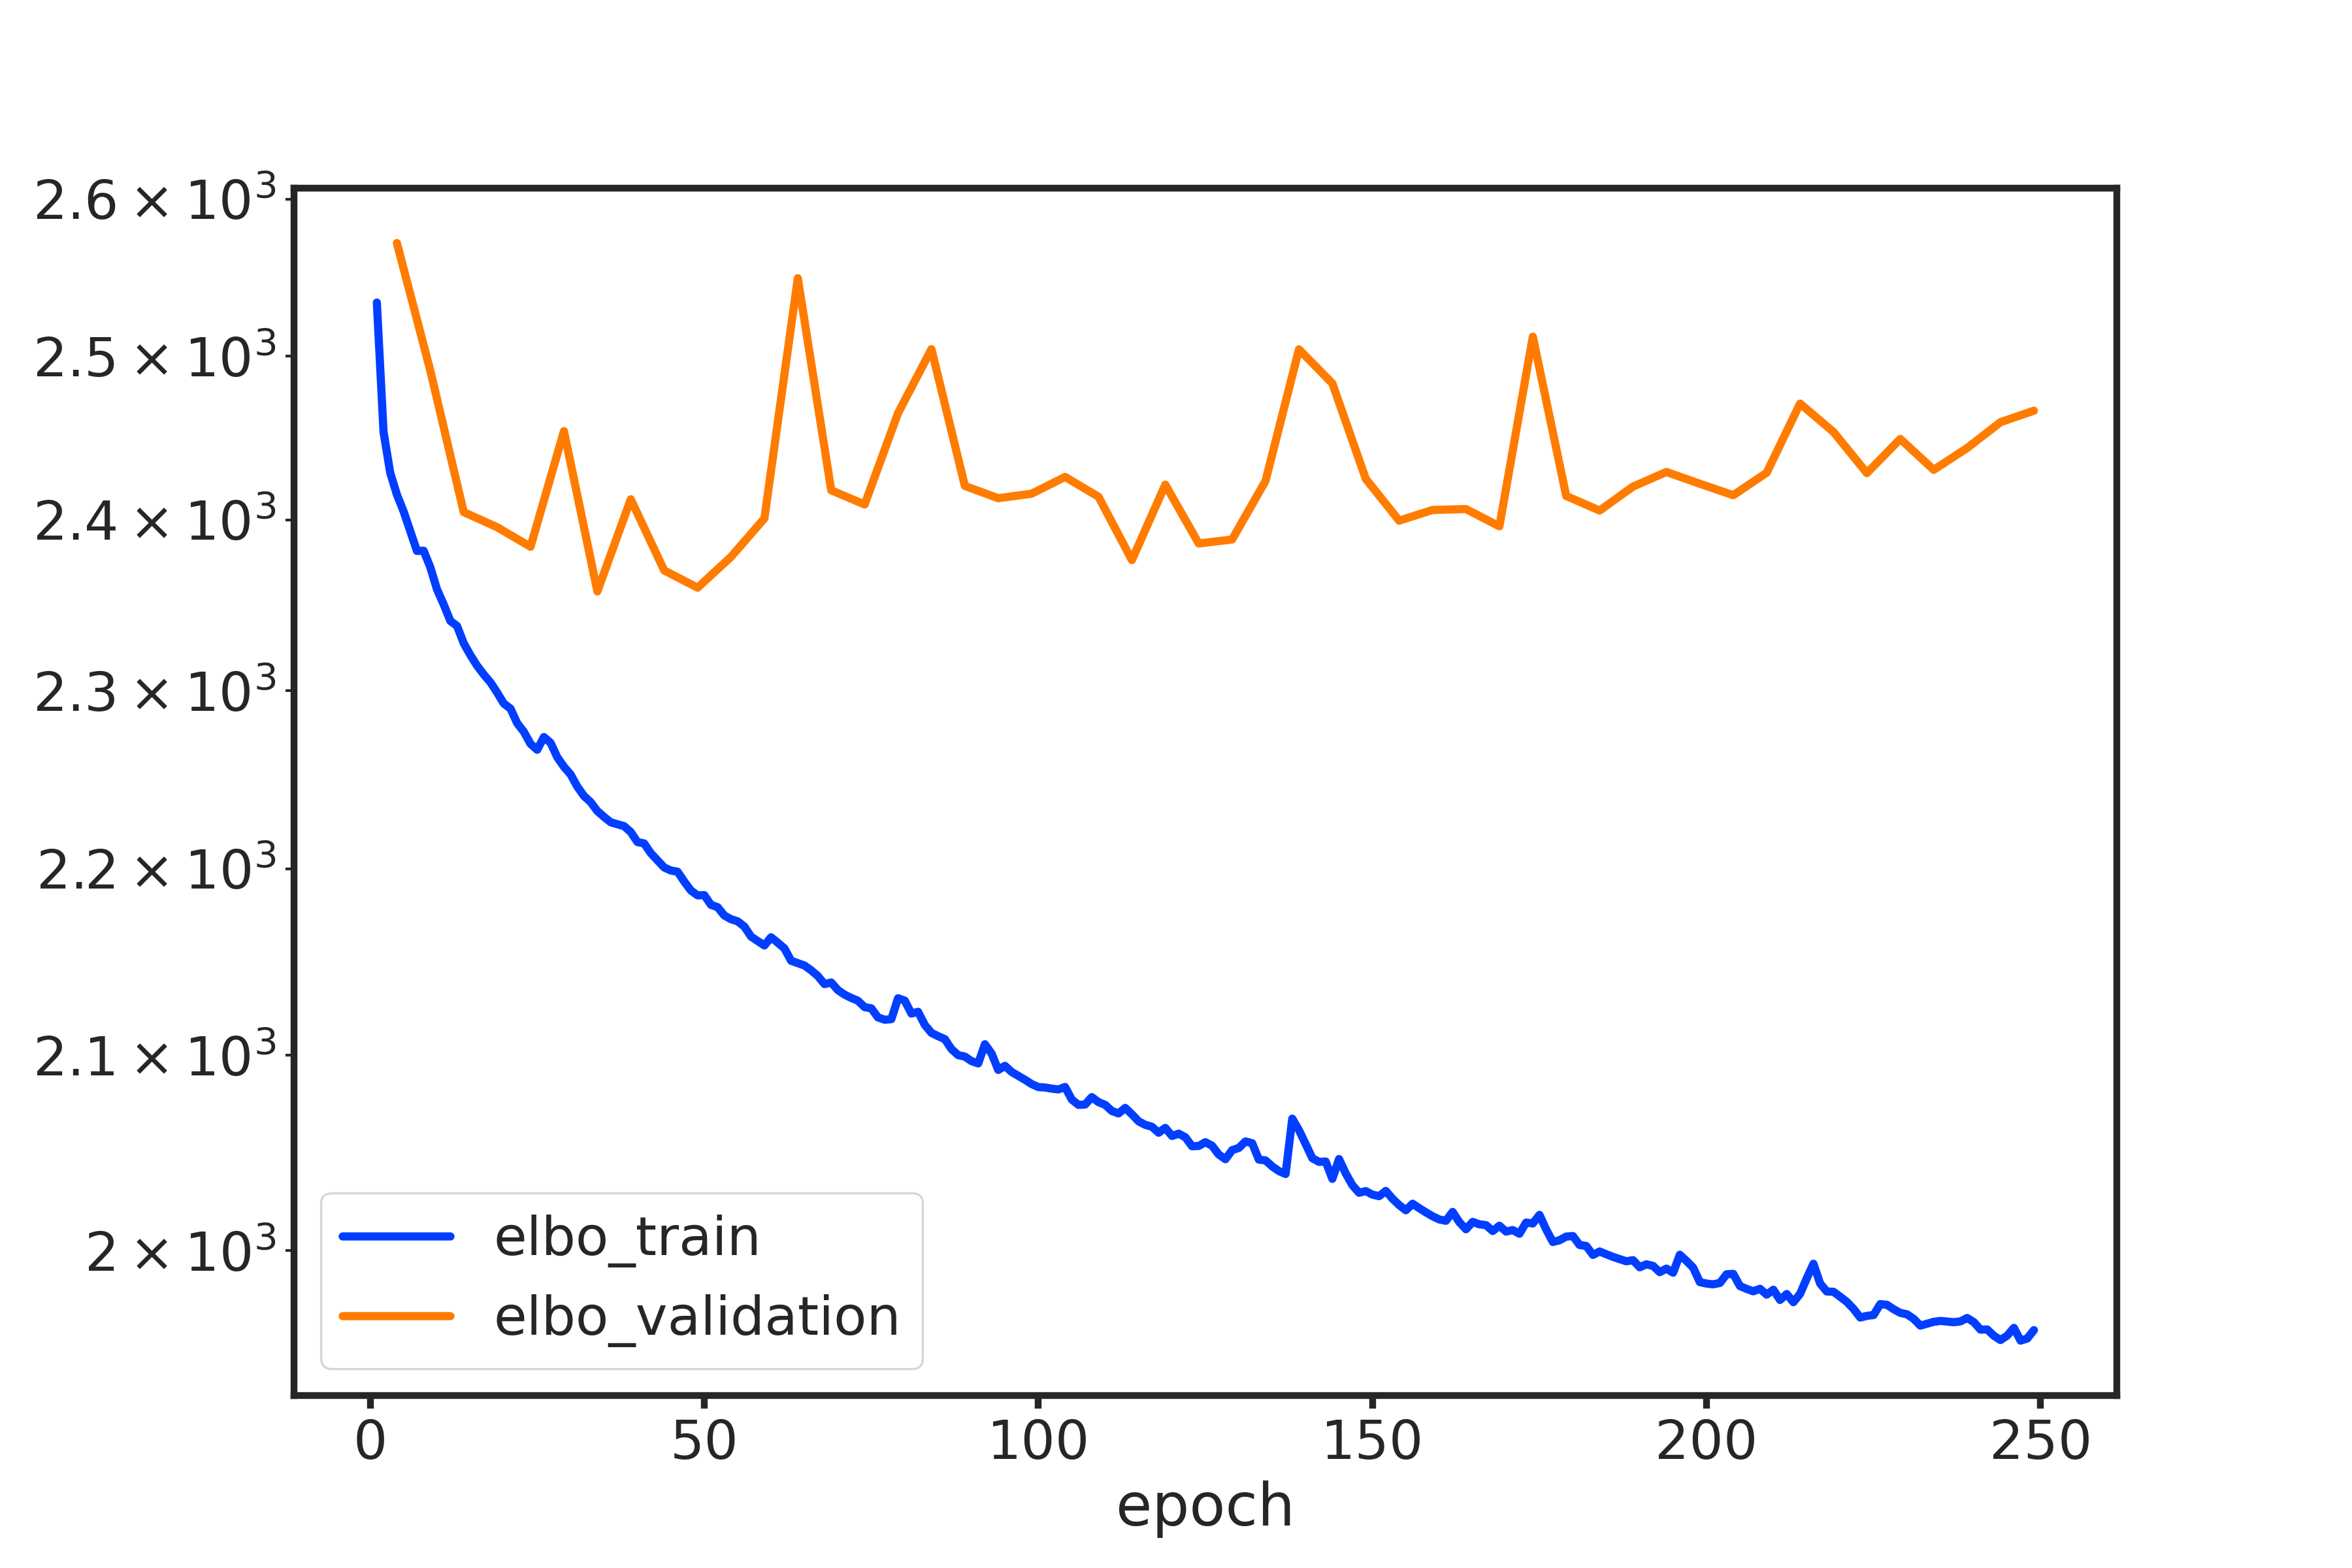 2.6 × 10³
2.5 × 10³
2.4 × 10³
2.3 × 10³
2.2 × 10³
2.1 × 10³
2 × 10³
elbo_train
elbo_validation
0 50 100 150 200 250
epoch